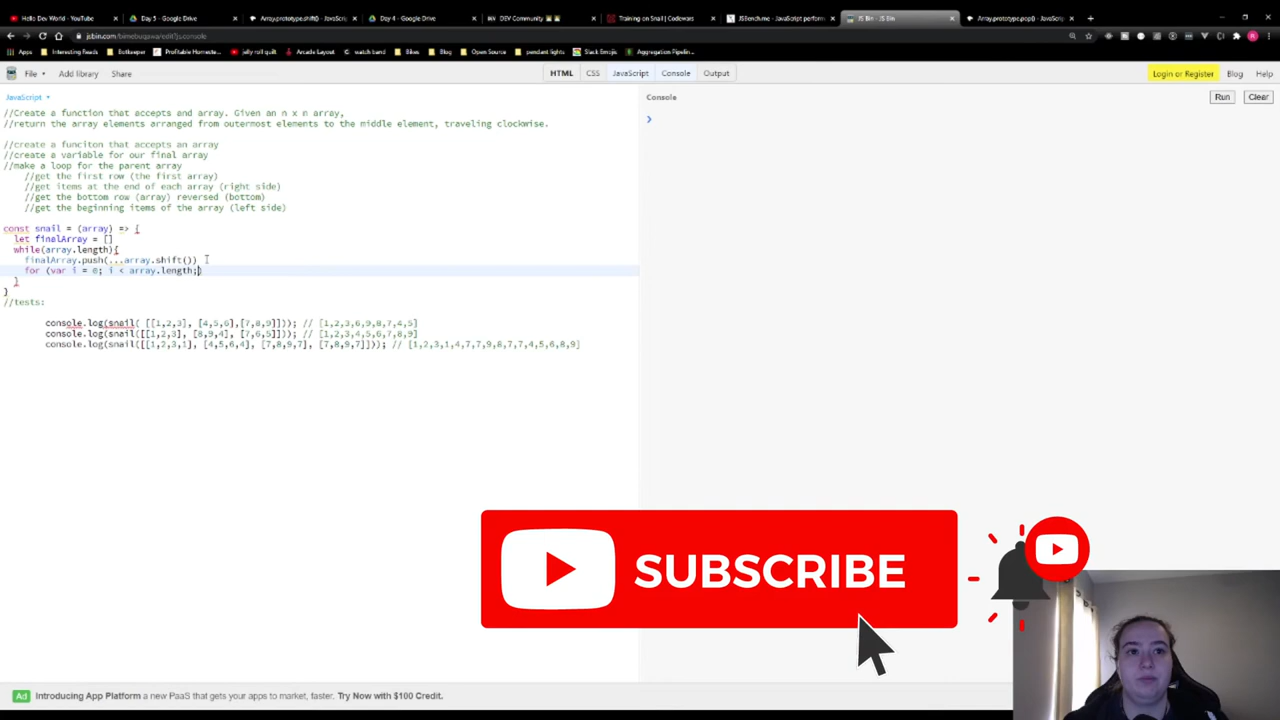 Hello Dev World - YouTube
Day 5 - Google Drive
Array.prototype.shift() - JavaScri
Day 4 - Google Drive
DEV Community
Training on Snail | Codewars
JSBench.me - JavaScript perform
JS Bin - JS Bin
Array.prototype.pop() - JavaScrip
jsbin.com/bimebuqawa/edit?js,console
Apps
Interesting Reads
Botkeeper
Profitable Homeste...
jelly roll quilt
Arcade Layout
watch band
Bikes
Blog
Open Source
pendant lights
Slack Emojis
Aggregation Pipelin...
File
Add library
Share
HTML
CSS
JavaScript
Console
Output
Login or Register
Blog
Help
JavaScript
Console
Run
Clear
//Create a function that accepts and array. Given an n x n array,
//return the array elements arranged from outermost elements to the middle element, traveling clockwise.
//create a funciton that accepts an array
//create a variable for our final array
//make a loop for the parent array
//get the first row (the first array)
//get items at the end of each array (right side)
//get the bottom row (array) reversed (bottom)
//get the beginning items of the array (left side)
const snail = (array) => {
let finalArray = []
while(array.length){
finalArray.push(...array.shift())
for (var i = 0; i < array.length;)
}
}
//tests:
console.log(snail( [[1,2,3], [4,5,6],[7,8,9]])); // [1,2,3,6,9,8,7,4,5]
console.log(snail([[1,2,3], [8,9,4], [7,6,5]])); // [1,2,3,4,5,6,7,8,9]
console.log(snail([[1,2,3,1], [4,5,6,4], [7,8,9,7], [7,8,9,7]])); // [1,2,3,1,4,7,7,9,8,7,7,4,5,6,8,9]
SUBSCRIBE
Ad
Introducing App Platform a new PaaS that gets your apps to market, faster. Try Now with $100 Credit.